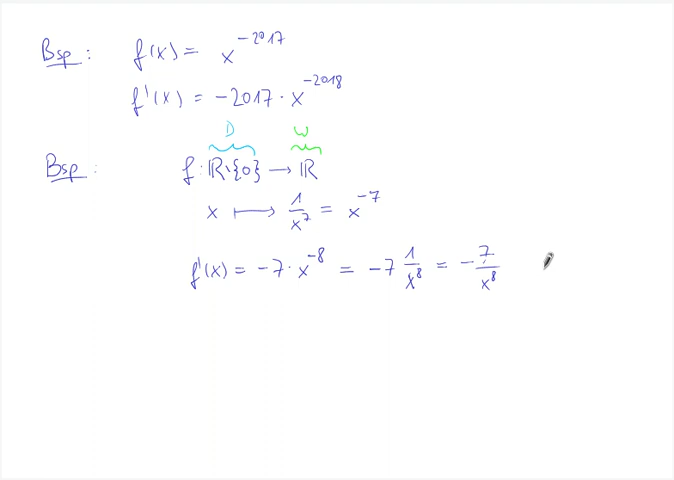 Bsp: f(x) = x^{-2017}
f'(x) = -2017 · x^{-2018}
D W
Bsp: f: ℝ\{0} → ℝ
x ↦ 1/x^7 = x^{-7}
f'(x) = -7 · x^{-8} = -7 1/x^8 = -7/x^8